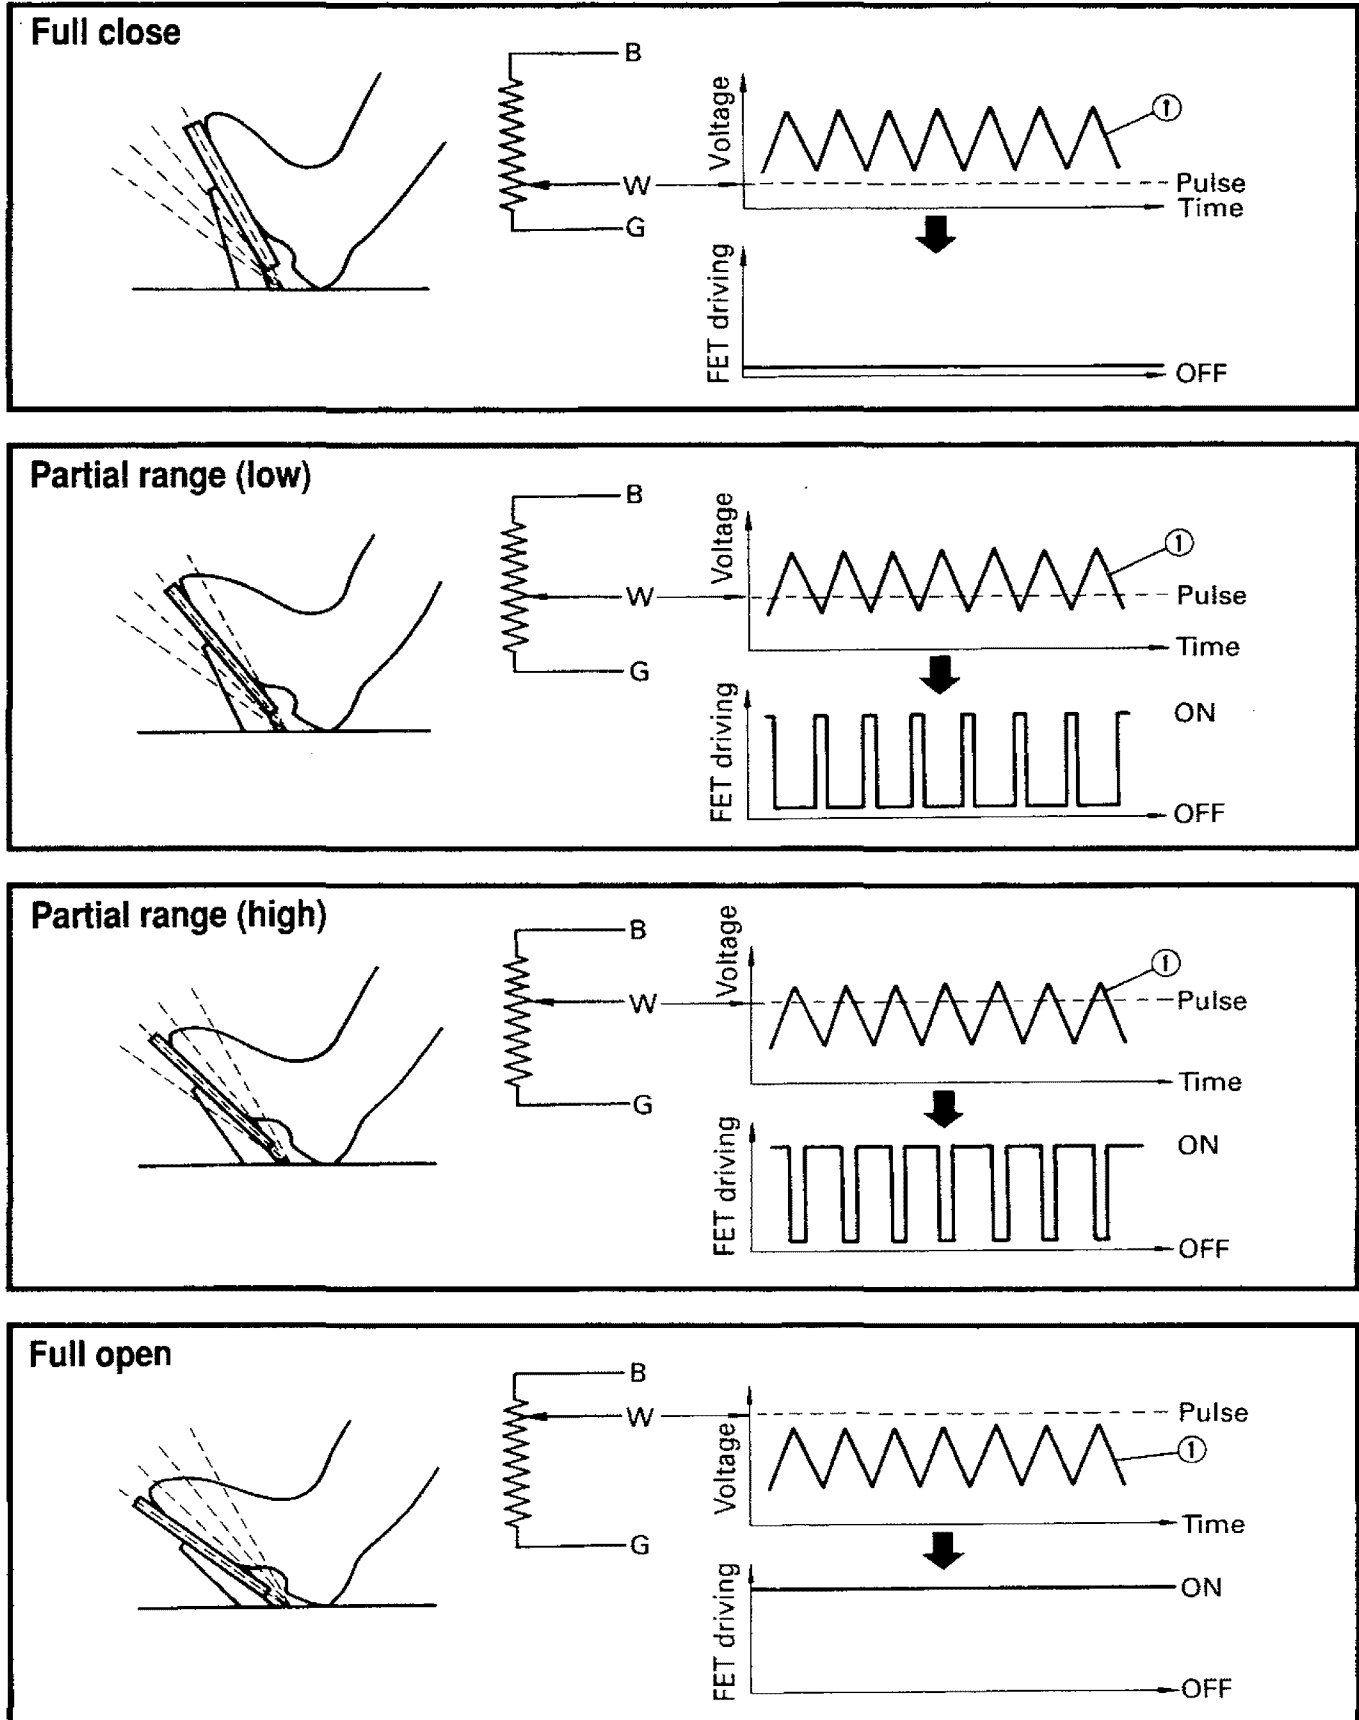 Full close
B
W
G
Voltage
①
Pulse
Time
FET driving
OFF
Partial range (low)
B
W
G
Voltage
①
Pulse
Time
FET driving
ON
OFF
Partial range (high)
B
W
G
Voltage
①
Pulse
Time
FET driving
ON
OFF
Full open
B
W
G
Voltage
Pulse
①
Time
FET driving
ON
OFF